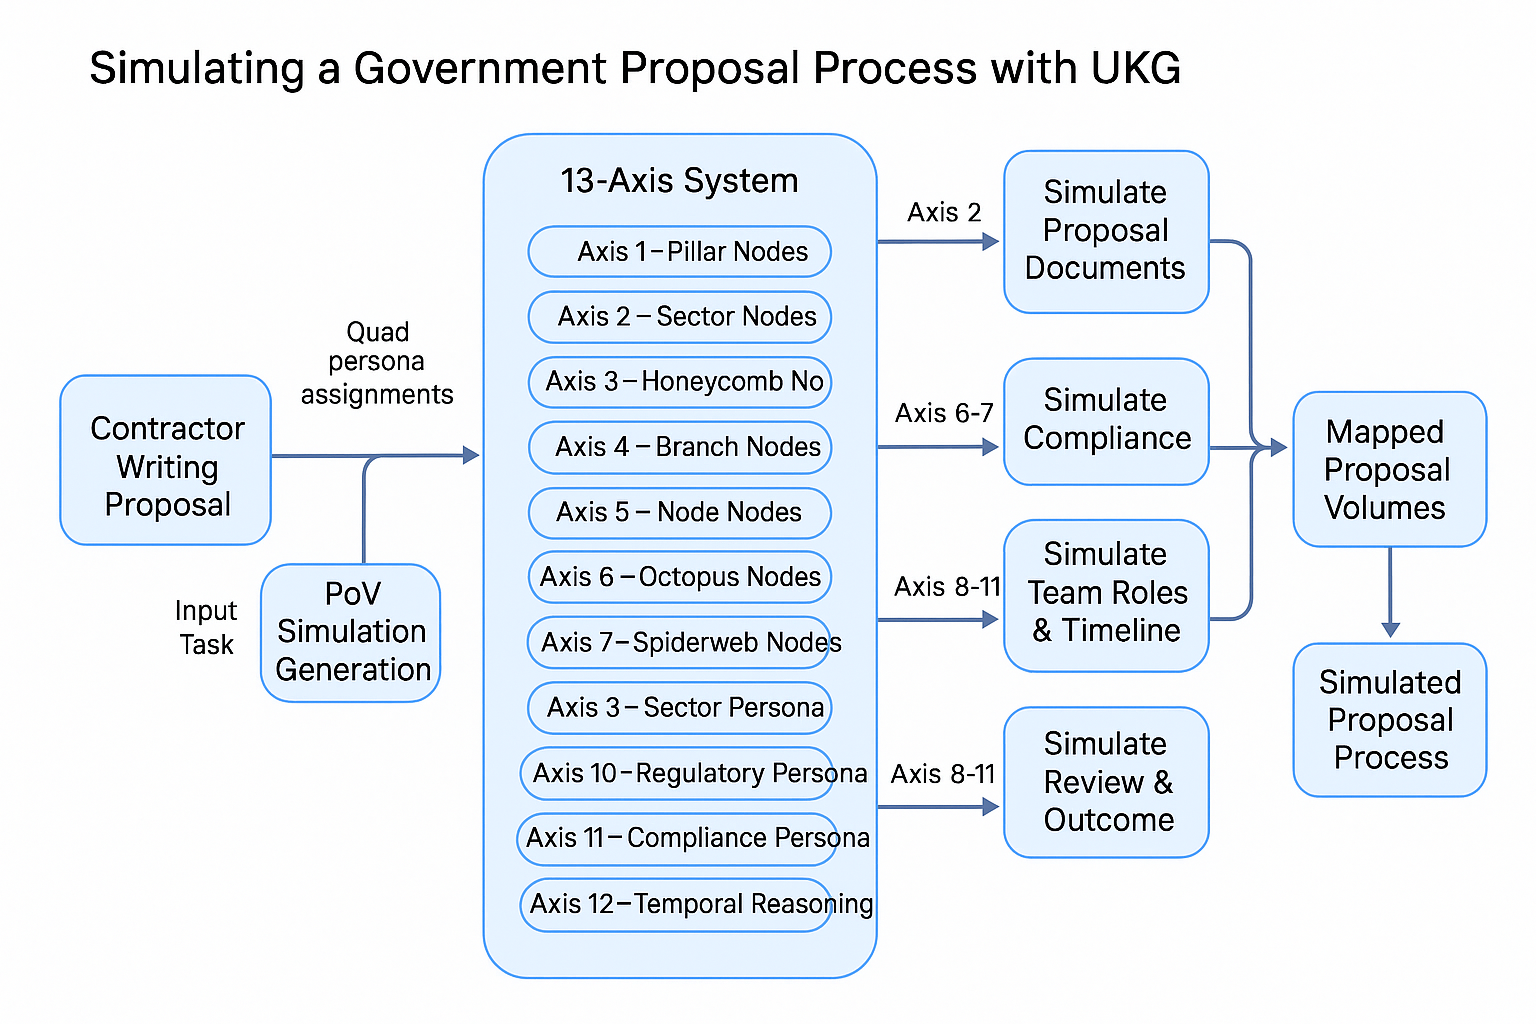 Simulating a Government Proposal Process with UKG
Contractor
Writing
Proposal
Quad
persona
assignments
Input
Task
PoV
Simulation
Generation
13-Axis System
Axis 1–Pillar Nodes
Axis 2–Sector Nodes
Axis 3–Honeycomb No
Axis 4–Branch Nodes
Axis 5–Node Nodes
Axis 6–Octopus Nodes
Axis 7–Spiderweb Nodes
Axis 3–Sector Persona
Axis 10–Regulatory Persona
Axis 11–Compliance Persona
Axis 12–Temporal Reasoning
Axis 2
Simulate
Proposal
Documents
Axis 6-7
Simulate
Compliance
Axis 8-11
Simulate
Team Roles
& Timeline
Axis 8-11
Simulate
Review &
Outcome
Mapped
Proposal
Volumes
Simulated
Proposal
Process